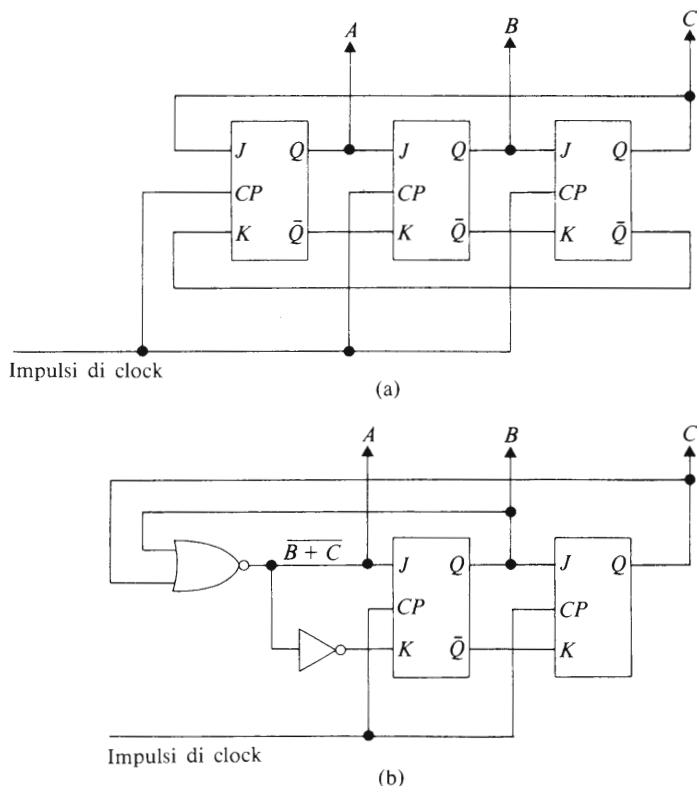 A B C
J Q J Q J Q
CP CP CP
K Q̄ K Q̄ K Q̄
Impulsi di clock
(a)
A B C
B + C̅
J Q J Q
CP CP
K Q̄ K
Impulsi di clock
(b)